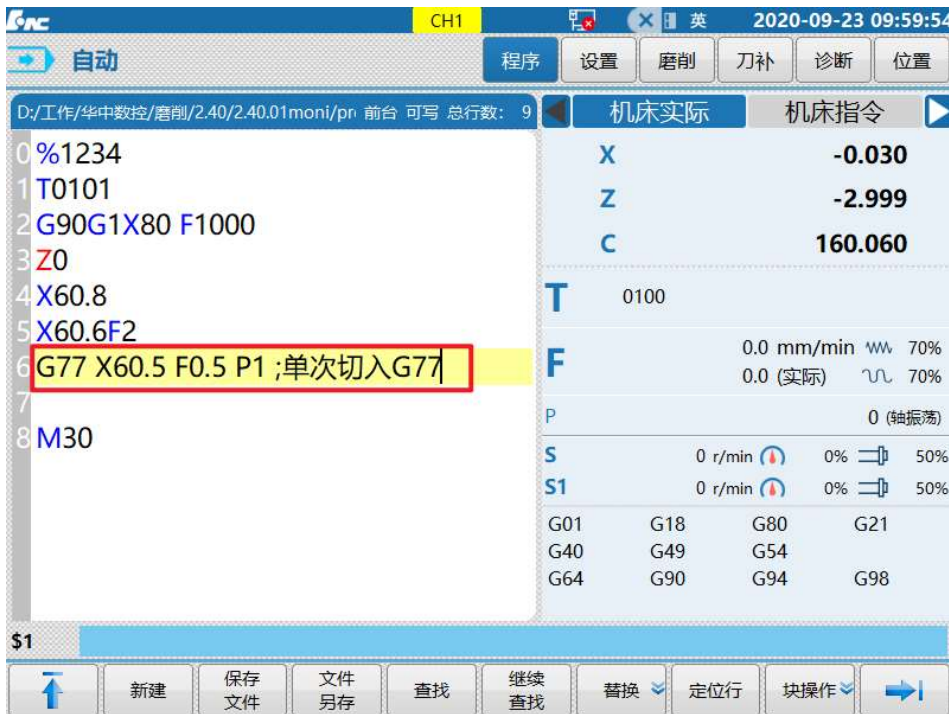 HNC CH1 英 2020-09-23 09:59:54
自动 程序 设置 磨削 刀补 诊断 位置
D:/工作/华中数控/磨削/2.40/2.40.01moni/pr 前台 可写 总行数: 9
机床实际 机床指令
0 %1234
1 T0101
2 G90G1X80 F1000
3 Z0
4 X60.8
5 X60.6F2
6 G77 X60.5 F0.5 P1 ;单次切入G77
7
8 M30
X -0.030
Z -2.999
C 160.060
T 0100
F 0.0 mm/min 70%
0.0 (实际) 70%
P 0 (轴振荡)
S 0 r/min 0% 50%
S1 0 r/min 0% 50%
G01 G18 G80 G21
G40 G49 G54
G64 G90 G94 G98
$1
新建 保存文件 文件另存 查找 继续查找 替换 定位行 块操作